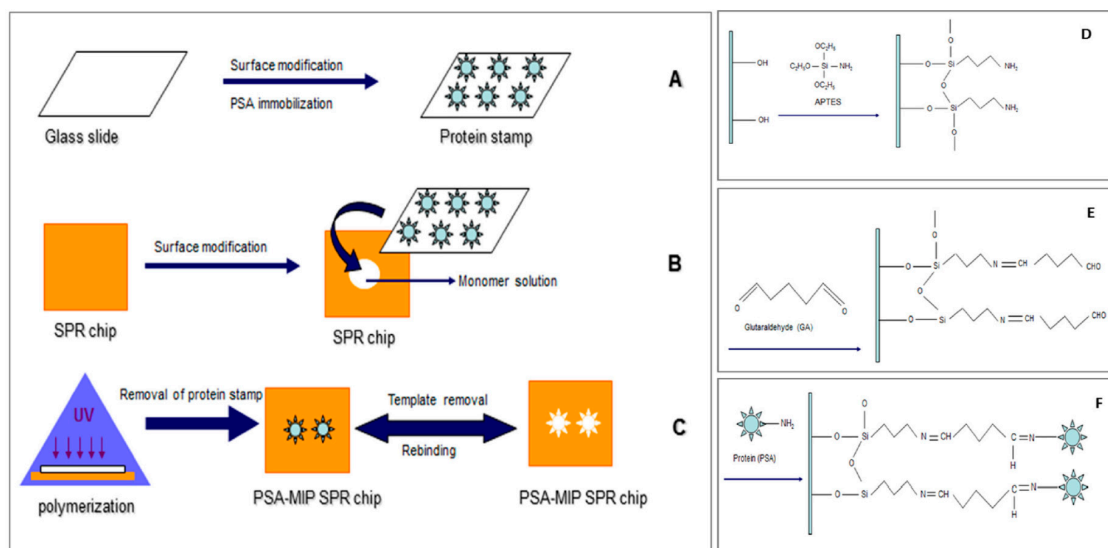 Surface modification
PSA immobilization
A
Glass slide
Protein stamp
Surface modification
Monomer solution
B
SPR chip
SPR chip
UV
Removal of protein stamp
Template removal
Rebinding
C
polymerization
PSA-MIP SPR chip
PSA-MIP SPR chip
D
OH
OH
OC₂H₅
C₂H₅O—Si—NH₂
OC₂H₅
APTES
O
O—Si
NH₂
O
O—Si
NH₂
O
E
O
O
Glutaraldehyde (GA)
O
O—Si
N=CH
CHO
O
O—Si
N=CH
CHO
F
NH₂
Protein (PSA)
O
O—Si
N=CH
C=N
H
O
O—Si
N=CH
C=N
H